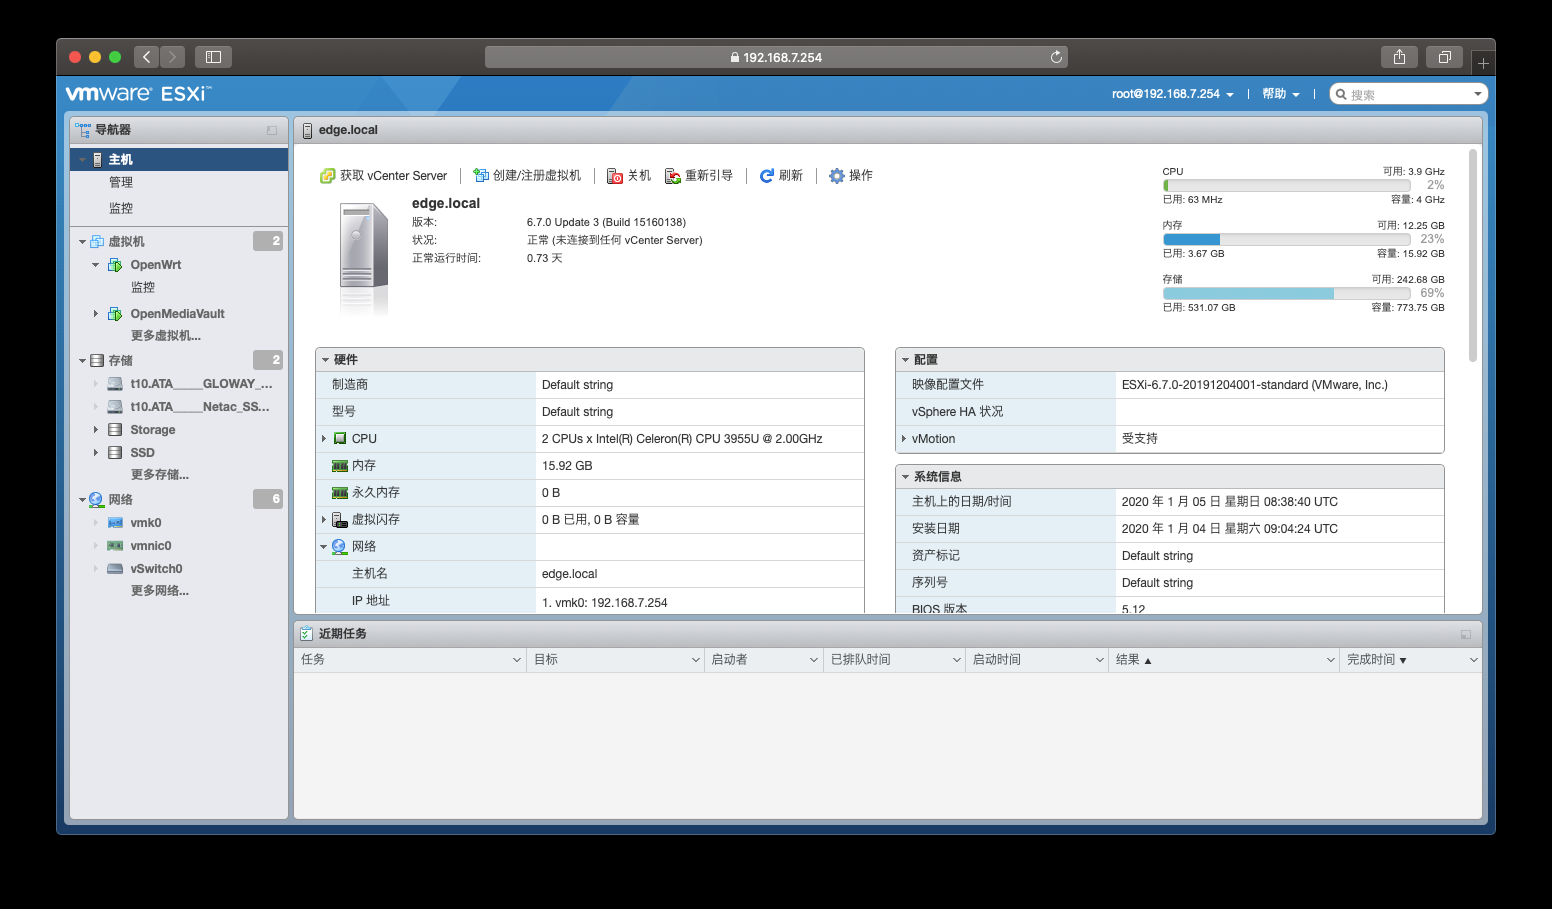 192.168.7.254
vmware ESXi™
root@192.168.7.254
帮助
搜索
导航器
主机
管理
监控
虚拟机 2
OpenWrt
监控
OpenMediaVault
更多虚拟机...
存储 2
t10.ATA_____GLOWAY_...
t10.ATA_____Netac_SS...
Storage
SSD
更多存储...
网络 6
vmk0
vmnic0
vSwitch0
更多网络...
edge.local
获取 vCenter Server
创建/注册虚拟机
关机
重新引导
刷新
操作
edge.local
版本: 6.7.0 Update 3 (Build 15160138)
状况: 正常 (未连接到任何 vCenter Server)
正常运行时间: 0.73 天
CPU 可用: 3.9 GHz
2%
已用: 63 MHz 容量: 4 GHz
内存 可用: 12.25 GB
23%
已用: 3.67 GB 容量: 15.92 GB
存储 可用: 242.68 GB
69%
已用: 531.07 GB 容量: 773.75 GB
硬件
制造商 Default string
型号 Default string
CPU 2 CPUs x Intel(R) Celeron(R) CPU 3955U @ 2.00GHz
内存 15.92 GB
永久内存 0 B
虚拟闪存 0 B 已用, 0 B 容量
网络
主机名 edge.local
IP 地址 1. vmk0: 192.168.7.254
配置
映像配置文件 ESXi-6.7.0-20191204001-standard (VMware, Inc.)
vSphere HA 状况
vMotion 受支持
系统信息
主机上的日期/时间 2020 年 1 月 05 日 星期日 08:38:40 UTC
安装日期 2020 年 1 月 04 日 星期六 09:04:24 UTC
资产标记 Default string
序列号 Default string
BIOS 版本 5.12
近期任务
任务 目标 启动者 已排队时间 启动时间 结果 ▲ 完成时间 ▼